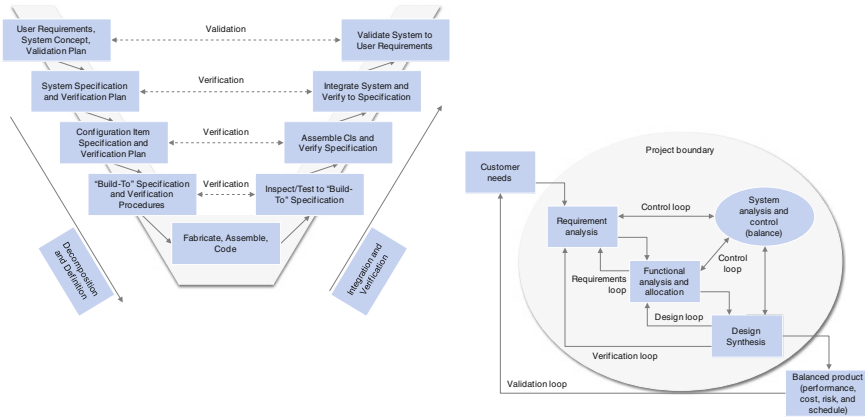 User Requirements,
System Concept,
Validation Plan
Validation
Validate System to
User Requirements
System Specification
and Verification Plan
Verification
Integrate System and
Verify to Specification
Configuration Item
Specification and
Verification Plan
Verification
Assemble CIs and
Verify Specification
“Build-To” Specification
and Verification
Procedures
Verification
Inspect/Test to “Build-
To” Specification
Fabricate, Assemble,
Code
Decomposition
and Definition
Integration and
Verification
Project boundary
Customer
needs
Requirement
analysis
Control loop
System
analysis and
control
(balance)
Control
loop
Functional
analysis and
allocation
Requirements
loop
Design loop
Design
Synthesis
Verification loop
Validation loop
Balanced product
(performance,
cost, risk, and
schedule)